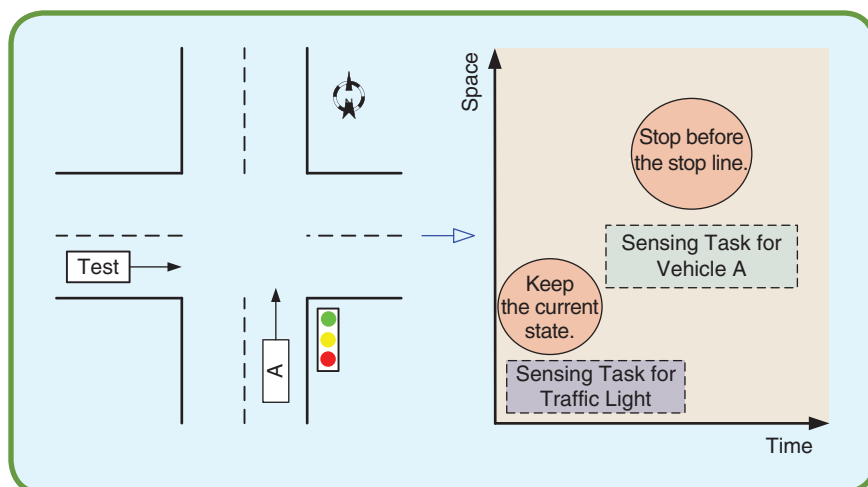 Test
A
N
Space
Stop before
the stop line.
Sensing Task for
Vehicle A
Keep
the current
state.
Sensing Task for
Traffic Light
Time